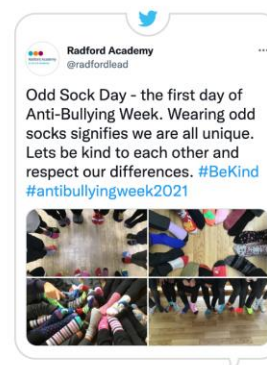 Radford Academy
@radfordlead
Odd Sock Day - the first day of
Anti-Bullying Week. Wearing odd
socks signifies we are all unique.
Lets be kind to each other and
respect our differences. #BeKind
#antibullyingweek2021